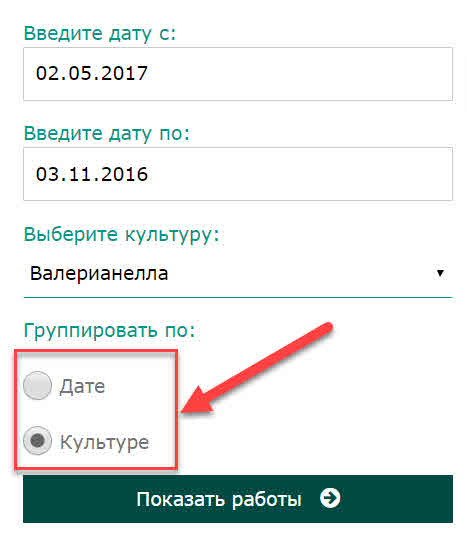 Введите дату с:
02.05.2017
Введите дату по:
03.11.2016
Выберите культуру:
Валерианелла
Группировать по:
Дате
Культуре
Показать работы